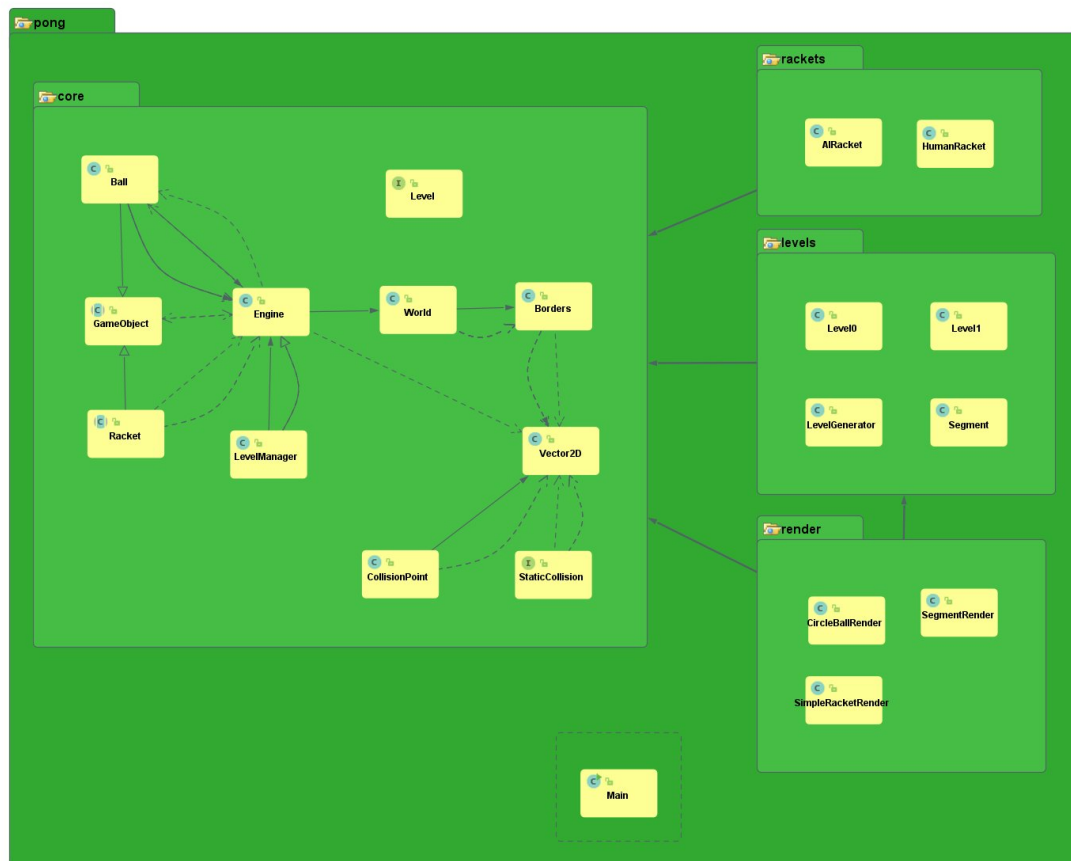 pong
core
Ball
Level
GameObject
Engine
World
Borders
Racket
LevelManager
Vector2D
CollisionPoint
StaticCollision
rackets
AIRacket
HumanRacket
levels
Level0
Level1
LevelGenerator
Segment
render
CircleBallRender
SegmentRender
SimpleRacketRender
Main